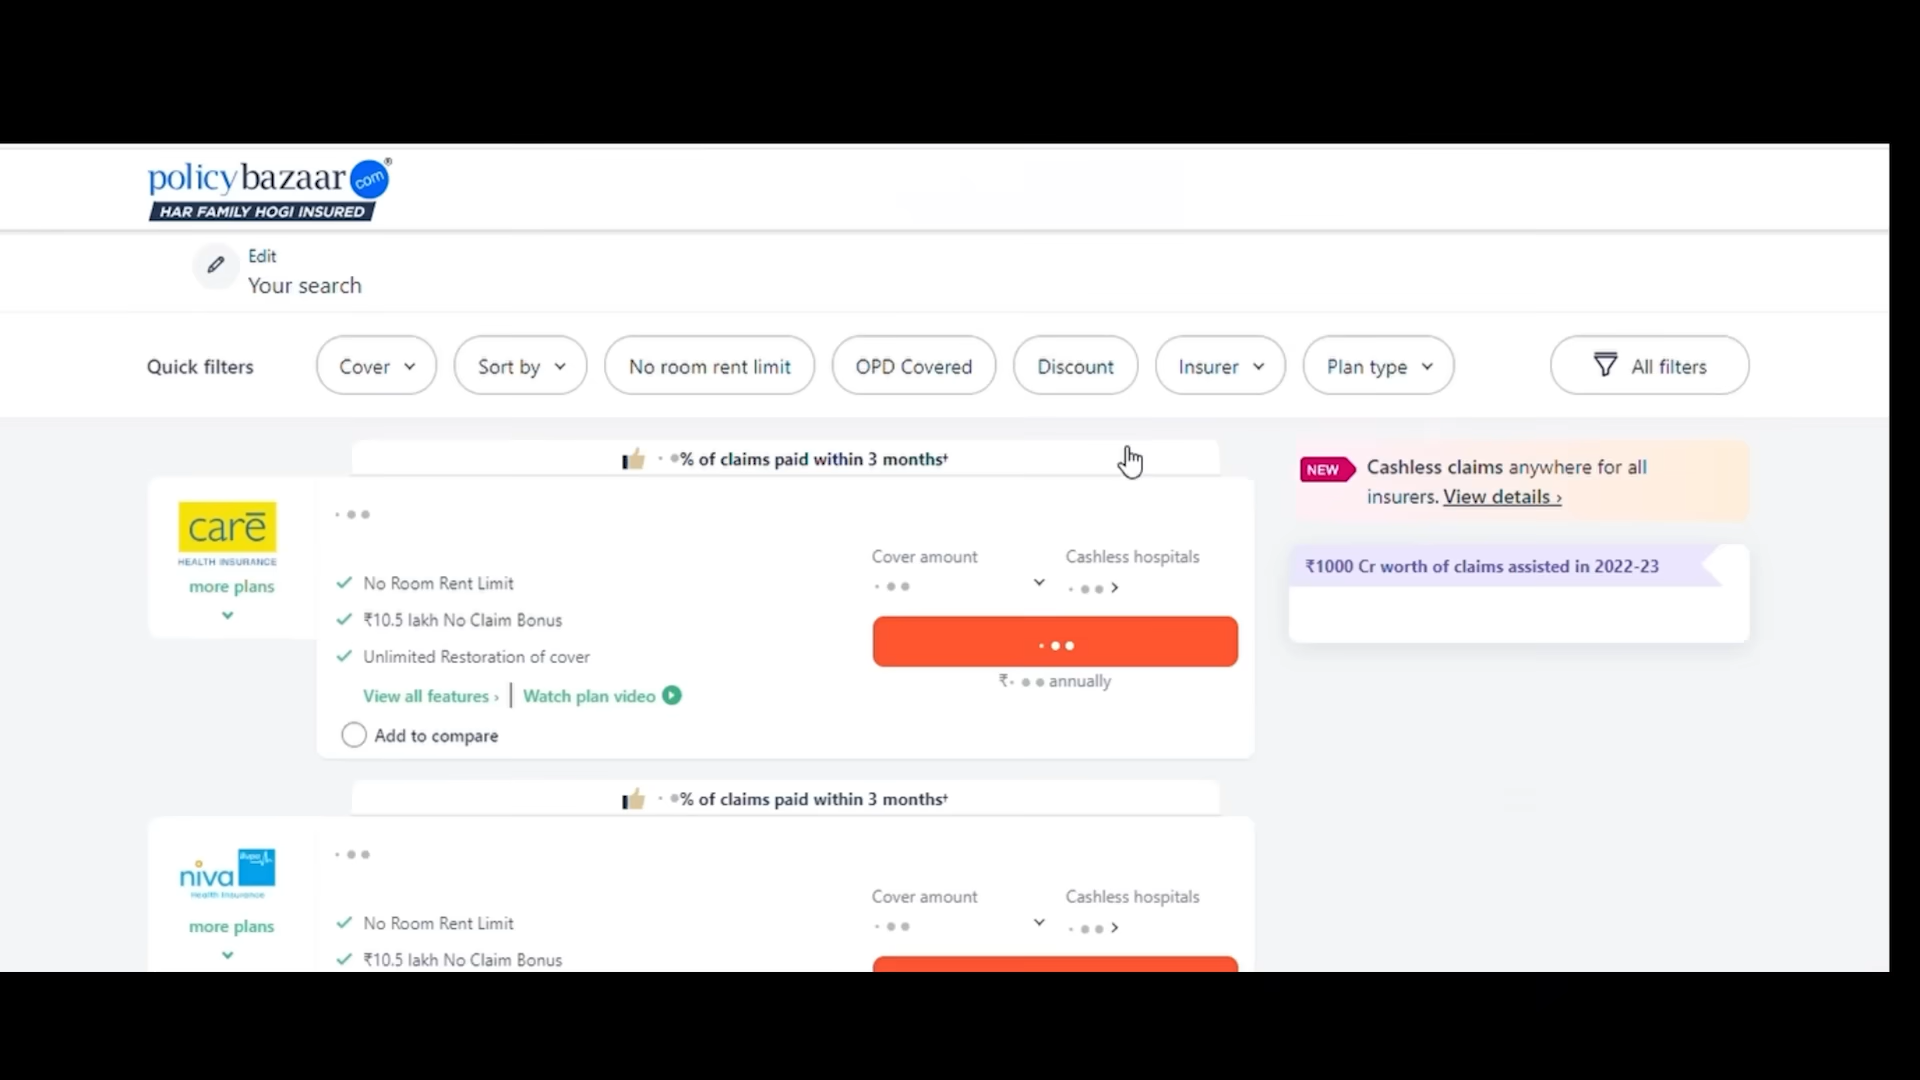 policybazaar com ®
HAR FAMILY HOGI INSURED
Edit
Your search
Quick filters
Cover
Sort by
No room rent limit
OPD Covered
Discount
Insurer
Plan type
All filters
% of claims paid within 3 months+
NEW Cashless claims anywhere for all
insurers. View details ›
₹1000 Cr worth of claims assisted in 2022-23
care
HEALTH INSURANCE
more plans
No Room Rent Limit
₹10.5 lakh No Claim Bonus
Unlimited Restoration of cover
View all features › | Watch plan video
Add to compare
Cover amount
Cashless hospitals
₹ annually
% of claims paid within 3 months+
niva
Bupa
Health Insurance
more plans
No Room Rent Limit
₹10.5 lakh No Claim Bonus
Cover amount
Cashless hospitals